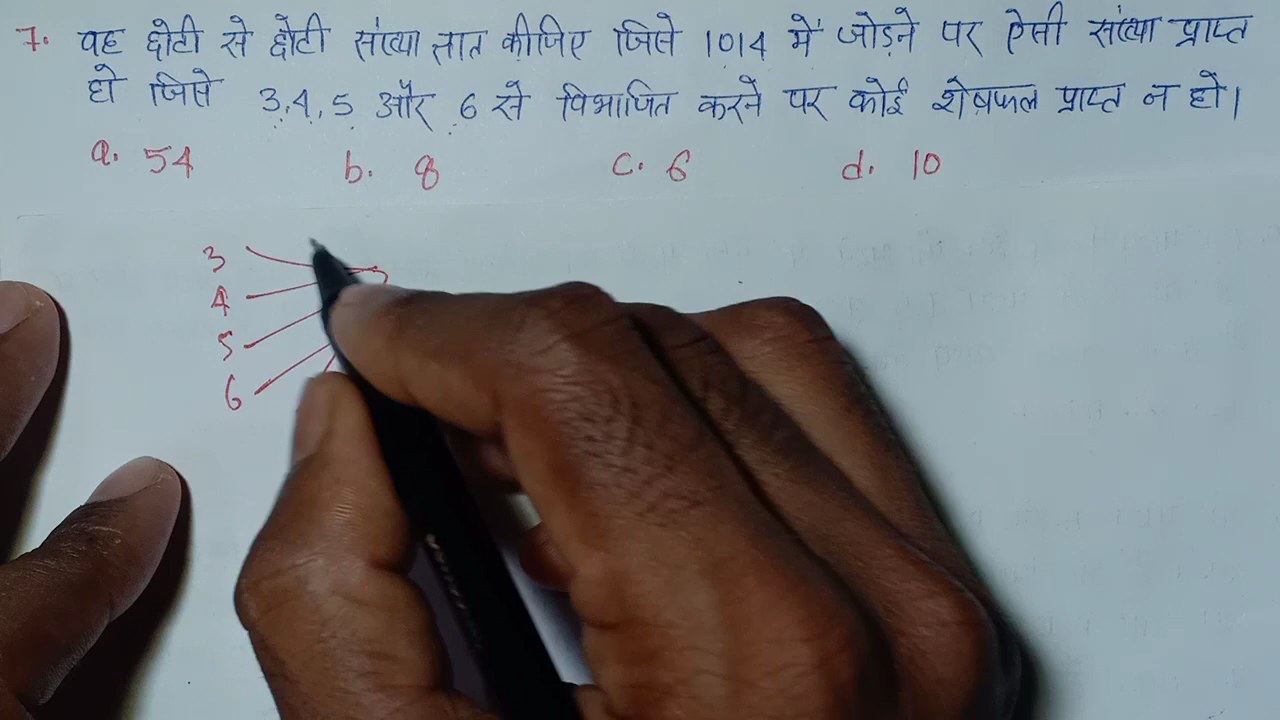 7. वह छोटी से छोटी संख्या ज्ञात कीजिए जिसे 1014 में जोड़ने पर ऐसी संख्या प्राप्त
हो जिसे 3,4,5 और 6 से विभाजित करने पर कोई शेषफल प्राप्त न हो।
a. 54 b. 8 c. 6 d. 10
3
4
5
6